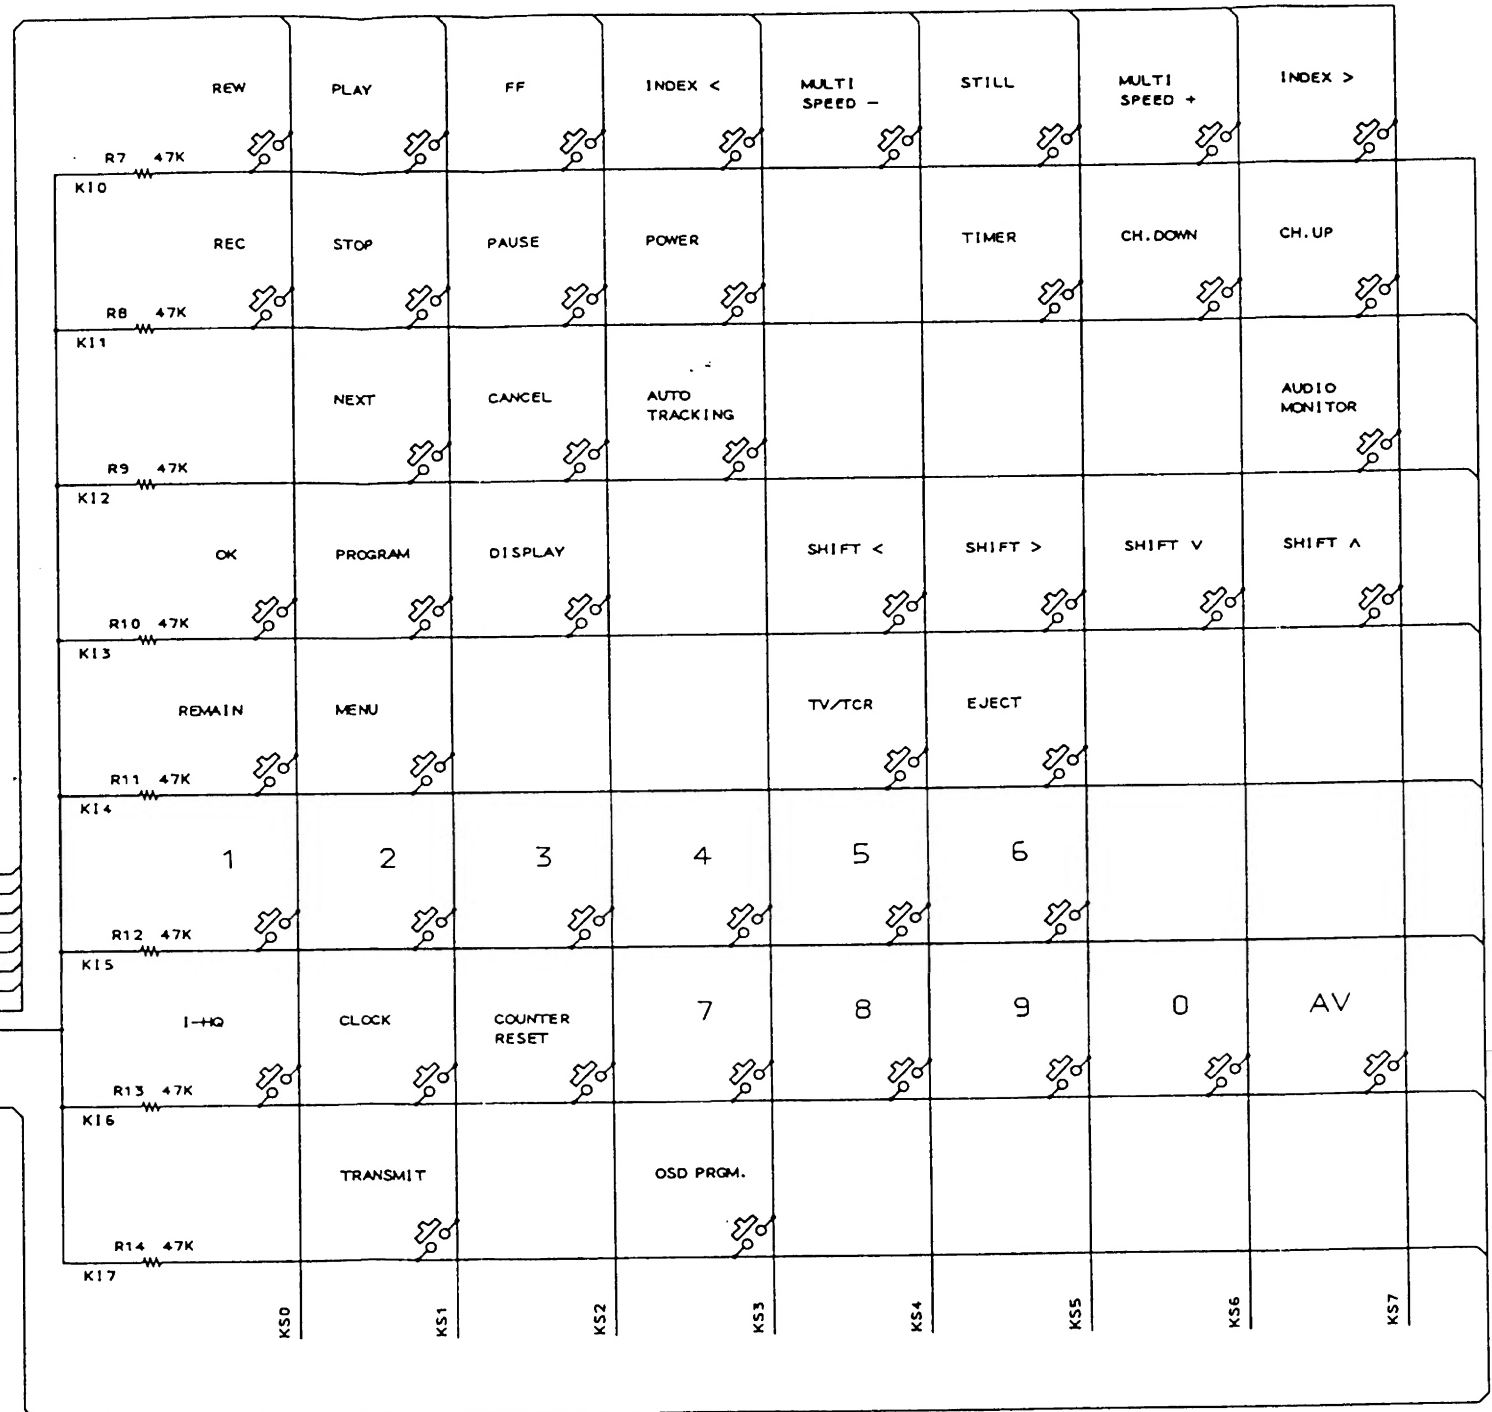 REW PLAY FF INDEX < MULTI SPEED - STILL MULTI SPEED + INDEX >
R7 47K
KI0
REC STOP PAUSE POWER TIMER CH.DOWN CH.UP
R8 47K
KI1
NEXT CANCEL AUTO TRACKING AUDIO MONITOR
R9 47K
KI2
OK PROGRAM DISPLAY SHIFT < SHIFT > SHIFT V SHIFT Λ
R10 47K
KI3
REMAIN MENU TV/TCR EJECT
R11 47K
KI4
1 2 3 4 5 6
R12 47K
KI5
I-HQ CLOCK COUNTER RESET 7 8 9 0 AV
R13 47K
KI6
TRANSMIT OSD PRGM.
R14 47K
KI7
KS0 KS1 KS2 KS3 KS4 KS5 KS6 KS7